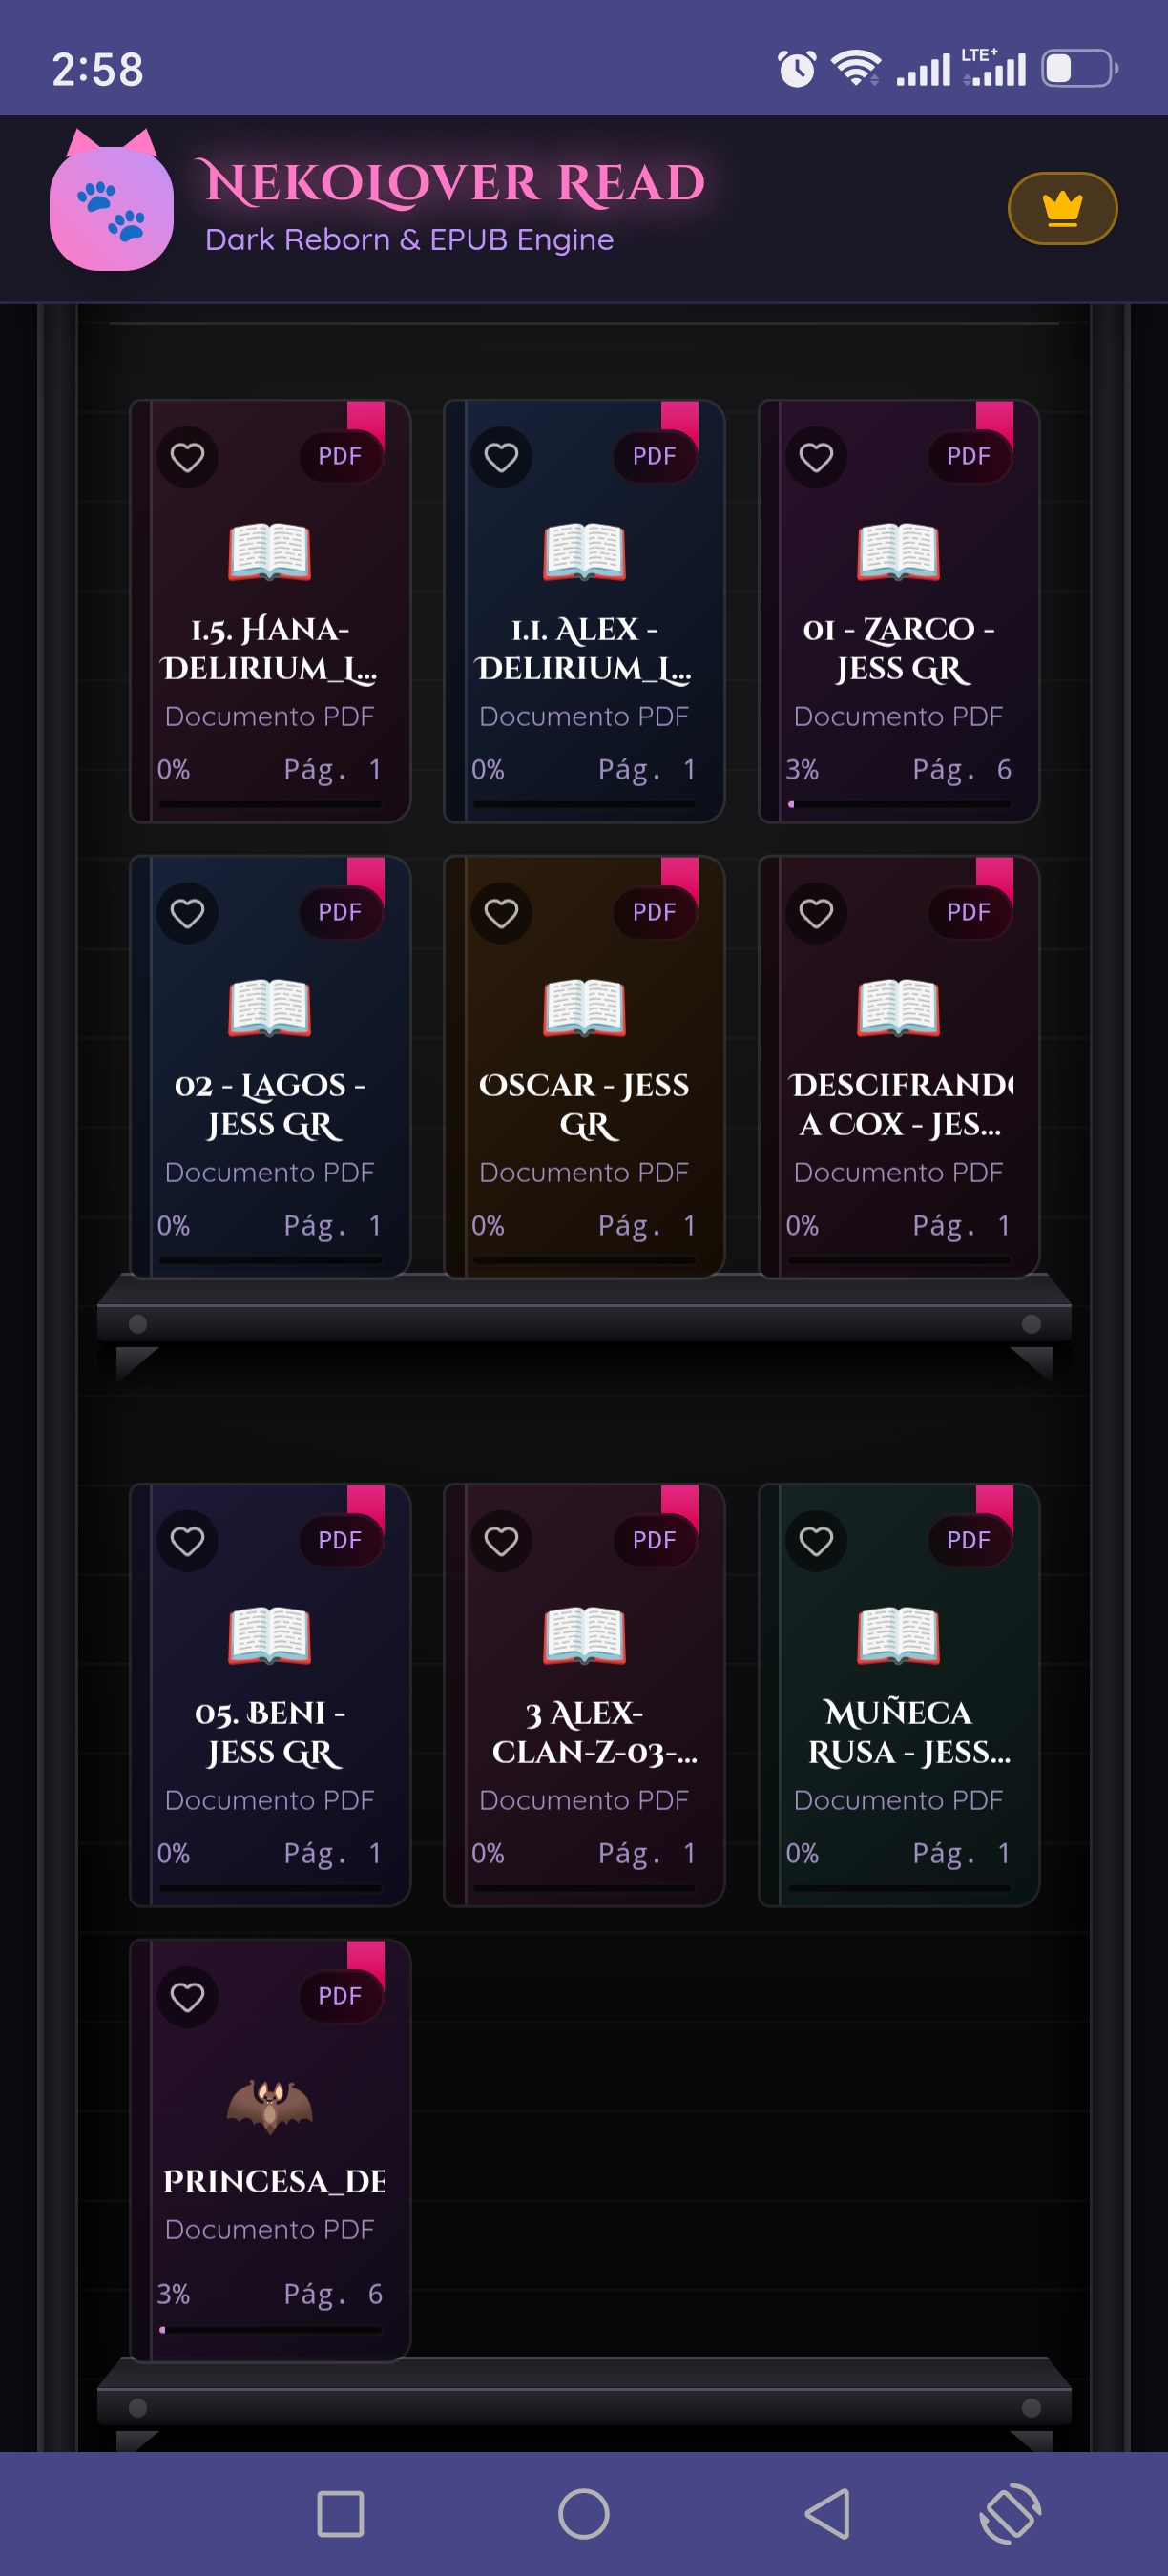 2:58
LTE+
NEKOLOVER READ
Dark Reborn & EPUB Engine
PDF
PDF
PDF
1.5. HANA-
DELIRIUM_L...
1.1. ALEX -
DELIRIUM_L...
01 - ZARCO -
JESS GR
Documento PDF
Documento PDF
Documento PDF
0% Pág. 1
0% Pág. 1
3% Pág. 6
PDF
PDF
PDF
02 - LAGOS -
JESS GR
OSCAR - JESS
GR
DESCIFRANDO
A COX - JES...
Documento PDF
Documento PDF
Documento PDF
0% Pág. 1
0% Pág. 1
0% Pág. 1
PDF
PDF
PDF
05. BENI -
JESS GR
3 ALEX-
CLAN-Z-03-...
MUÑECA
RUSA - JESS...
Documento PDF
Documento PDF
Documento PDF
0% Pág. 1
0% Pág. 1
0% Pág. 1
PDF
PRINCESA_DE
Documento PDF
3% Pág. 6